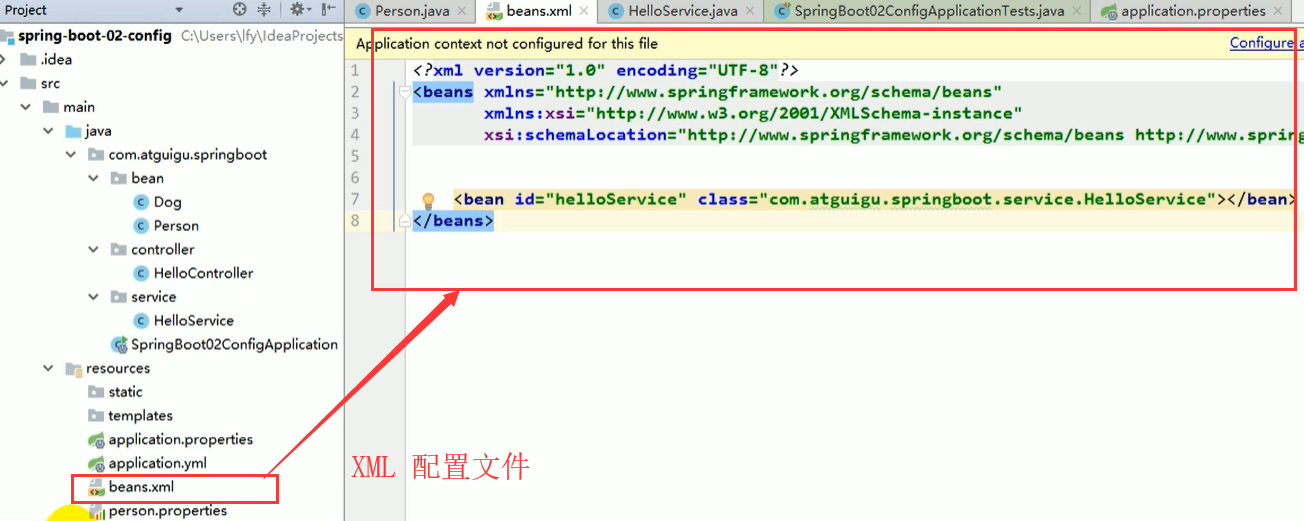 Project
spring-boot-02-config C:\Users\lfy\IdeaProjects
.idea
src
main
java
com.atguigu.springboot
bean
Dog
Person
controller
HelloController
service
HelloService
SpringBoot02ConfigApplication
resources
static
templates
application.properties
application.yml
beans.xml
person.properties
Person.java beans.xml HelloService.java SpringBoot02ConfigApplicationTests.java application.properties
Application context not configured for this file Configure
1 <?xml version="1.0" encoding="UTF-8"?>
2 <beans xmlns="http://www.springframework.org/schema/beans"
3 xmlns:xsi="http://www.w3.org/2001/XMLSchema-instance"
4 xsi:schemaLocation="http://www.springframework.org/schema/beans http://www.spring
5
6
7 <bean id="helloService" class="com.atguigu.springboot.service.HelloService"></bean>
8 </beans>
XML 配置文件